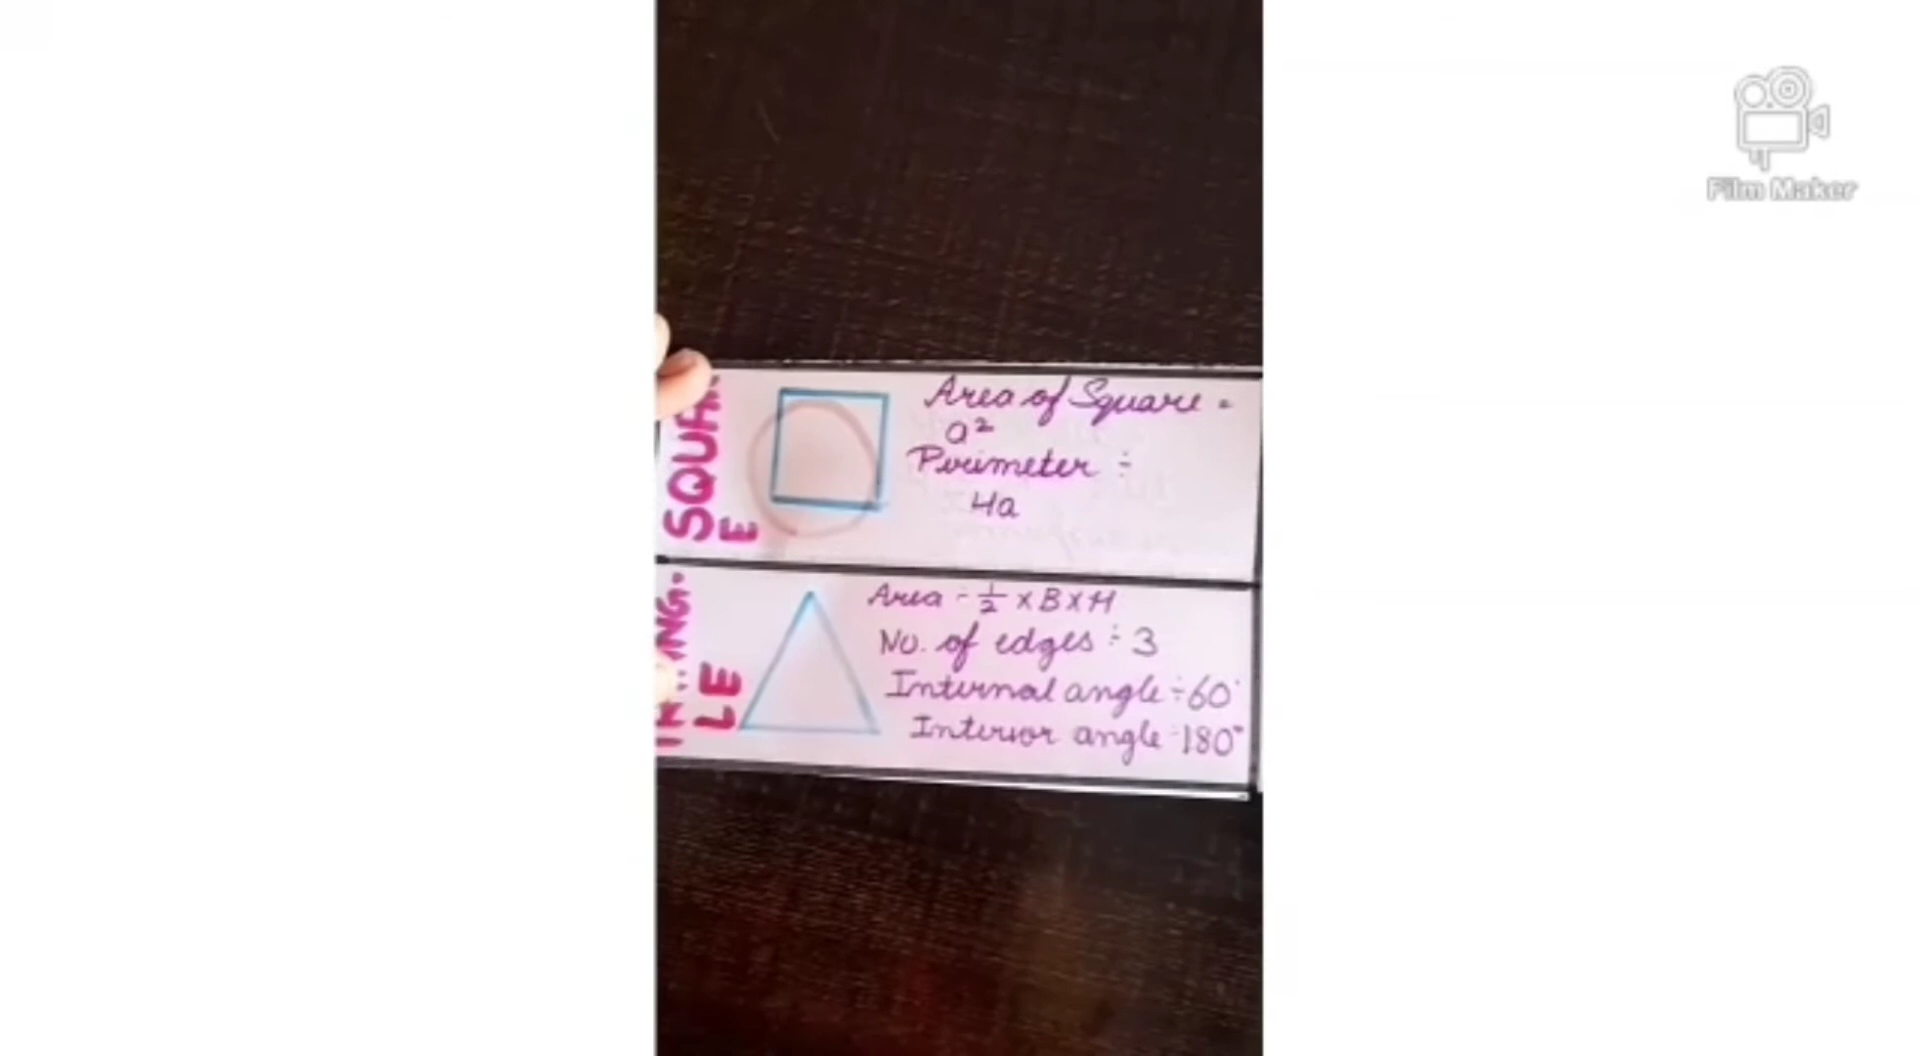 Film Maker
SQUAR
E
Area of Square =
a²
Perimeter ÷
4a
LE
Area - 1/2 x B x H
No. of edges ÷ 3
Internal angle ÷ 60°
Interior angle 180°